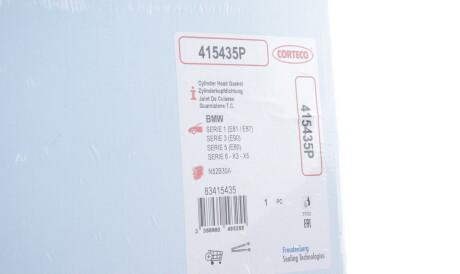 415435P
CORTECO
Cylinder Head Gasket
Zylinderkopfdichtung
Joint De Culasse
Guarnizione T.C.
BMW
SERIE 1 (E81 / E87)
SERIE 3 (E90)
SERIE 5 (E60)
SERIE 6 - X3 - X5
N52B30A
83415435
1 PC.
EAC
Freudenberg
Sealing Technologies
415435P